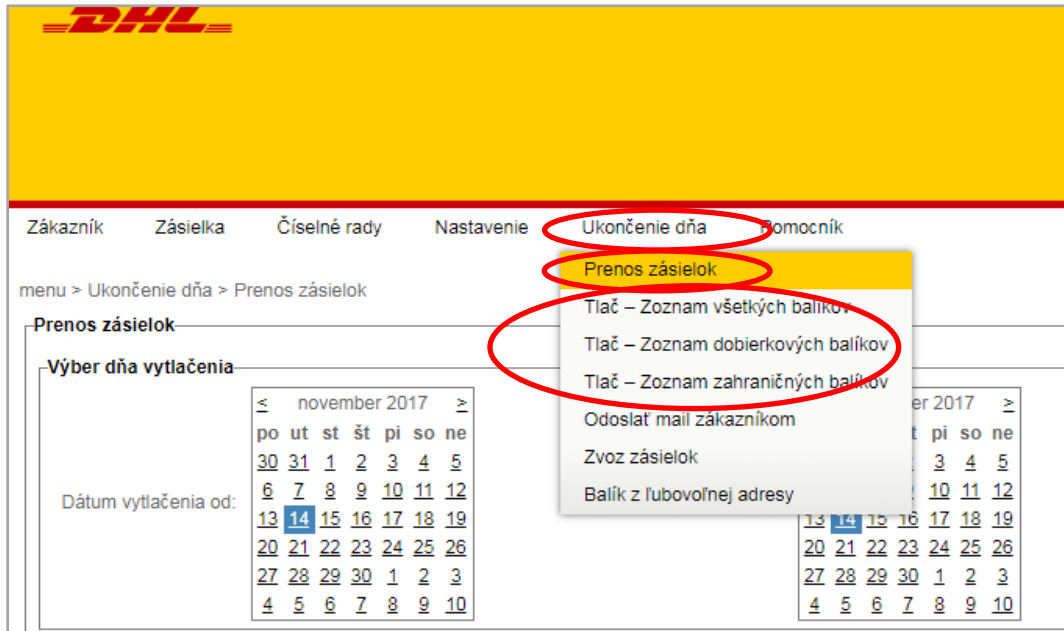 DHL
Zákazník Zásielka Číselné rady Nastavenie Ukončenie dňa Pomocník
Prenos zásielok
Tlač – Zoznam všetkých balíkov
Tlač – Zoznam dobierkových balíkov
Tlač – Zoznam zahraničných balíkov
Odoslať mail zákazníkom
Zvoz zásielok
Balík z ľubovoľnej adresy
menu > Ukončenie dňa > Prenos zásielok
Prenos zásielok
Výber dňa vytlačenia
Dátum vytlačenia od:
< november 2017 >
po ut st št pi so ne
30 31 1 2 3 4 5
6 7 8 9 10 11 12
13 14 15 16 17 18 19
20 21 22 23 24 25 26
27 28 29 30 1 2 3
4 5 6 7 8 9 10
2017 >
pi so ne
3 4 5
10 11 12
13 14 15 16 17 18 19
20 21 22 23 24 25 26
27 28 29 30 1 2 3
4 5 6 7 8 9 10